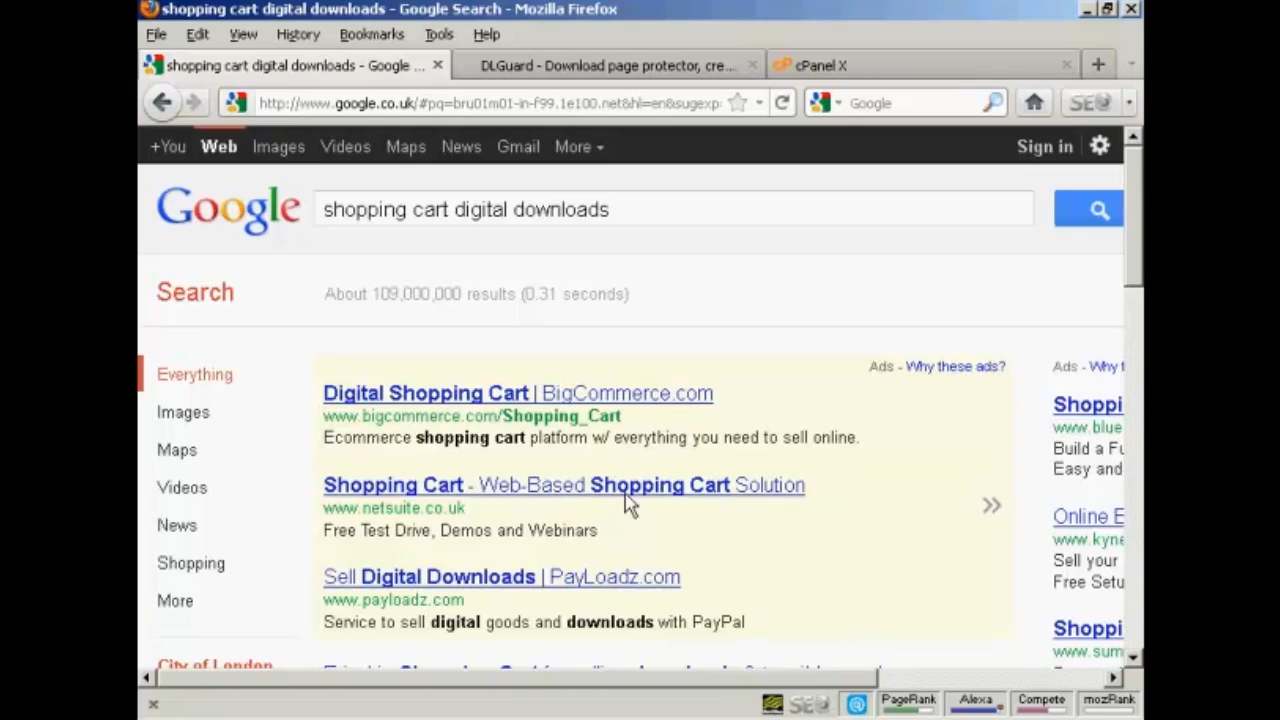 shopping cart digital downloads - Google Search - Mozilla Firefox
File Edit View History Bookmarks Tools Help
shopping cart digital downloads - Google ... DLGuard - Download page protector, cre... cPanel X
http://www.google.co.uk/#pq=bru01m01-in-f99.1e100.net&hl=en&sugexp: Google SEO
+You Web Images Videos Maps News Gmail More Sign in
Google shopping cart digital downloads
Search About 109,000,000 results (0.31 seconds)
Ads - Why these ads? Ads - Why t
Everything
Images
Maps
Videos
News
Shopping
More
City of London
Digital Shopping Cart | BigCommerce.com
www.bigcommerce.com/Shopping_Cart
Ecommerce shopping cart platform w/ everything you need to sell online.
Shopping Cart - Web-Based Shopping Cart Solution
www.netsuite.co.uk
Free Test Drive, Demos and Webinars
Sell Digital Downloads | PayLoadz.com
www.payloadz.com
Service to sell digital goods and downloads with PayPal
Shoppi
www.blue
Build a Fu
Easy and
Online E
www.kyne
Sell your
Free Setu
Shoppi
www.sum
SEO PageRank Alexa Compete mozRank